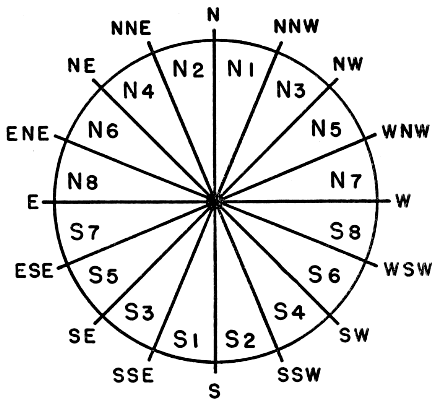 N
NNE NNW
NE NW
N2 N1
N4 N3
ENE N6 N5 WNW
N8 N7
E W
S7 S8
ESE S5 S6 WSW
S3 S4
SE S1 S2 SW
SSE SSW
S